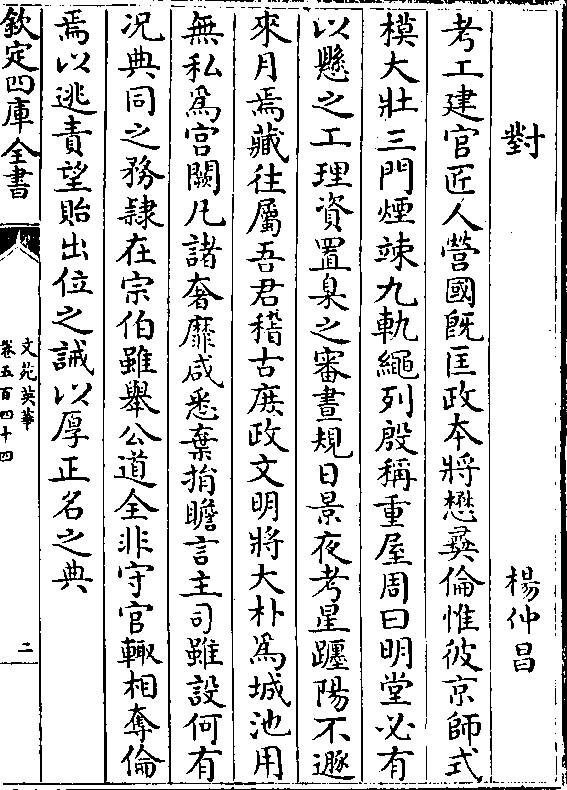 對
楊仲昌
考工建官匠人營國既匡政本將懋彞倫惟彼京師式
模大壯三門煙竦九軌繩列殷稱重屋周曰明堂必有
以懸之工理資置臬之審晝規日景夜考星躔陽不遯
來月焉藏往屬吾君稽古庶政文明將大朴為城池用
無私為宫闕凡諸奢靡咸悉棄捐瞻言主司雖設何有
况典同之務隷在宗伯雖舉公道全非守官輙相奪倫
焉以逃責望貽出位之誡以厚正名之典
欽定四庫全書
文苑英華
卷五百四十四
二